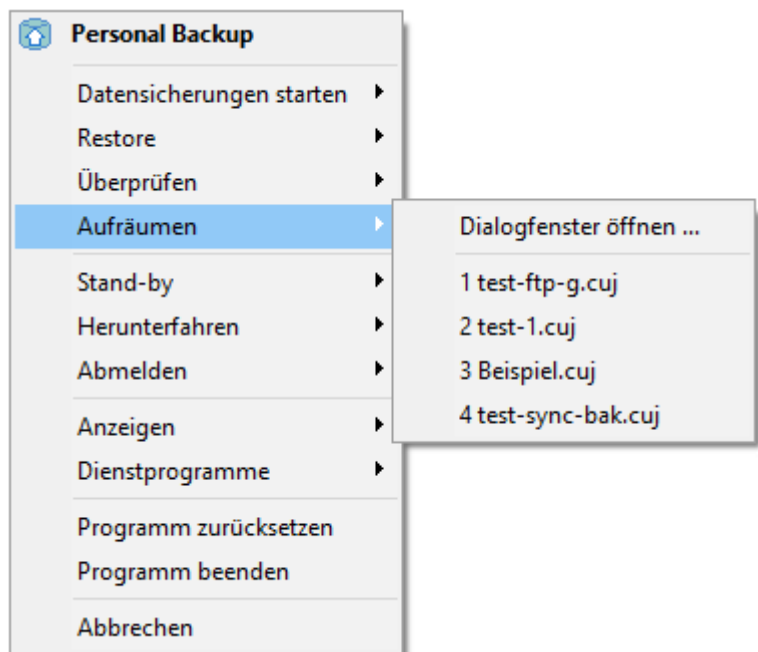 Personal Backup
Datensicherungen starten
Restore
Überprüfen
Aufräumen
Stand-by
Herunterfahren
Abmelden
Anzeigen
Dienstprogramme
Programm zurücksetzen
Programm beenden
Abbrechen
Dialogfenster öffnen ...
1 test-ftp-g.cuj
2 test-1.cuj
3 Beispiel.cuj
4 test-sync-bak.cuj